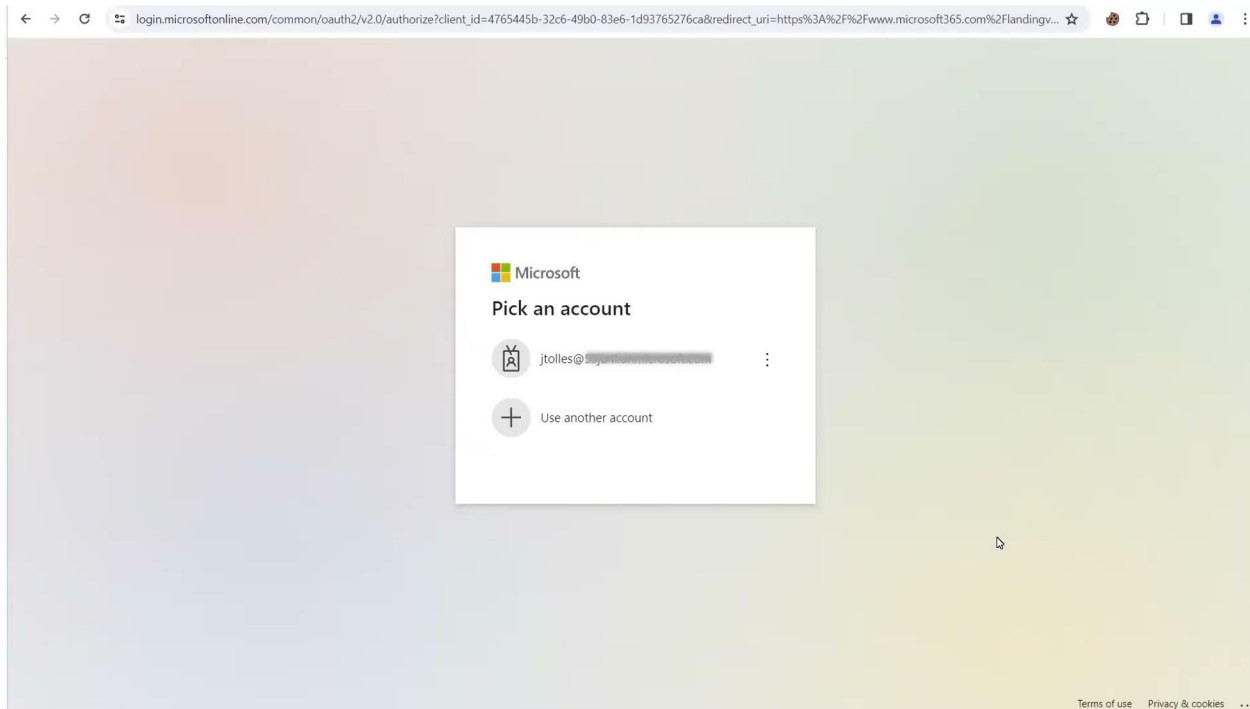 login.microsoftonline.com/common/oauth2/v2.0/authorize?client_id=4765445b-32c6-49b0-83e6-1d93765276ca&redirect_uri=https%3A%2F%2Fwww.microsoft365.com%2Flandingv...
Microsoft
Pick an account
jtolles@
Use another account
Terms of use Privacy & cookies ..